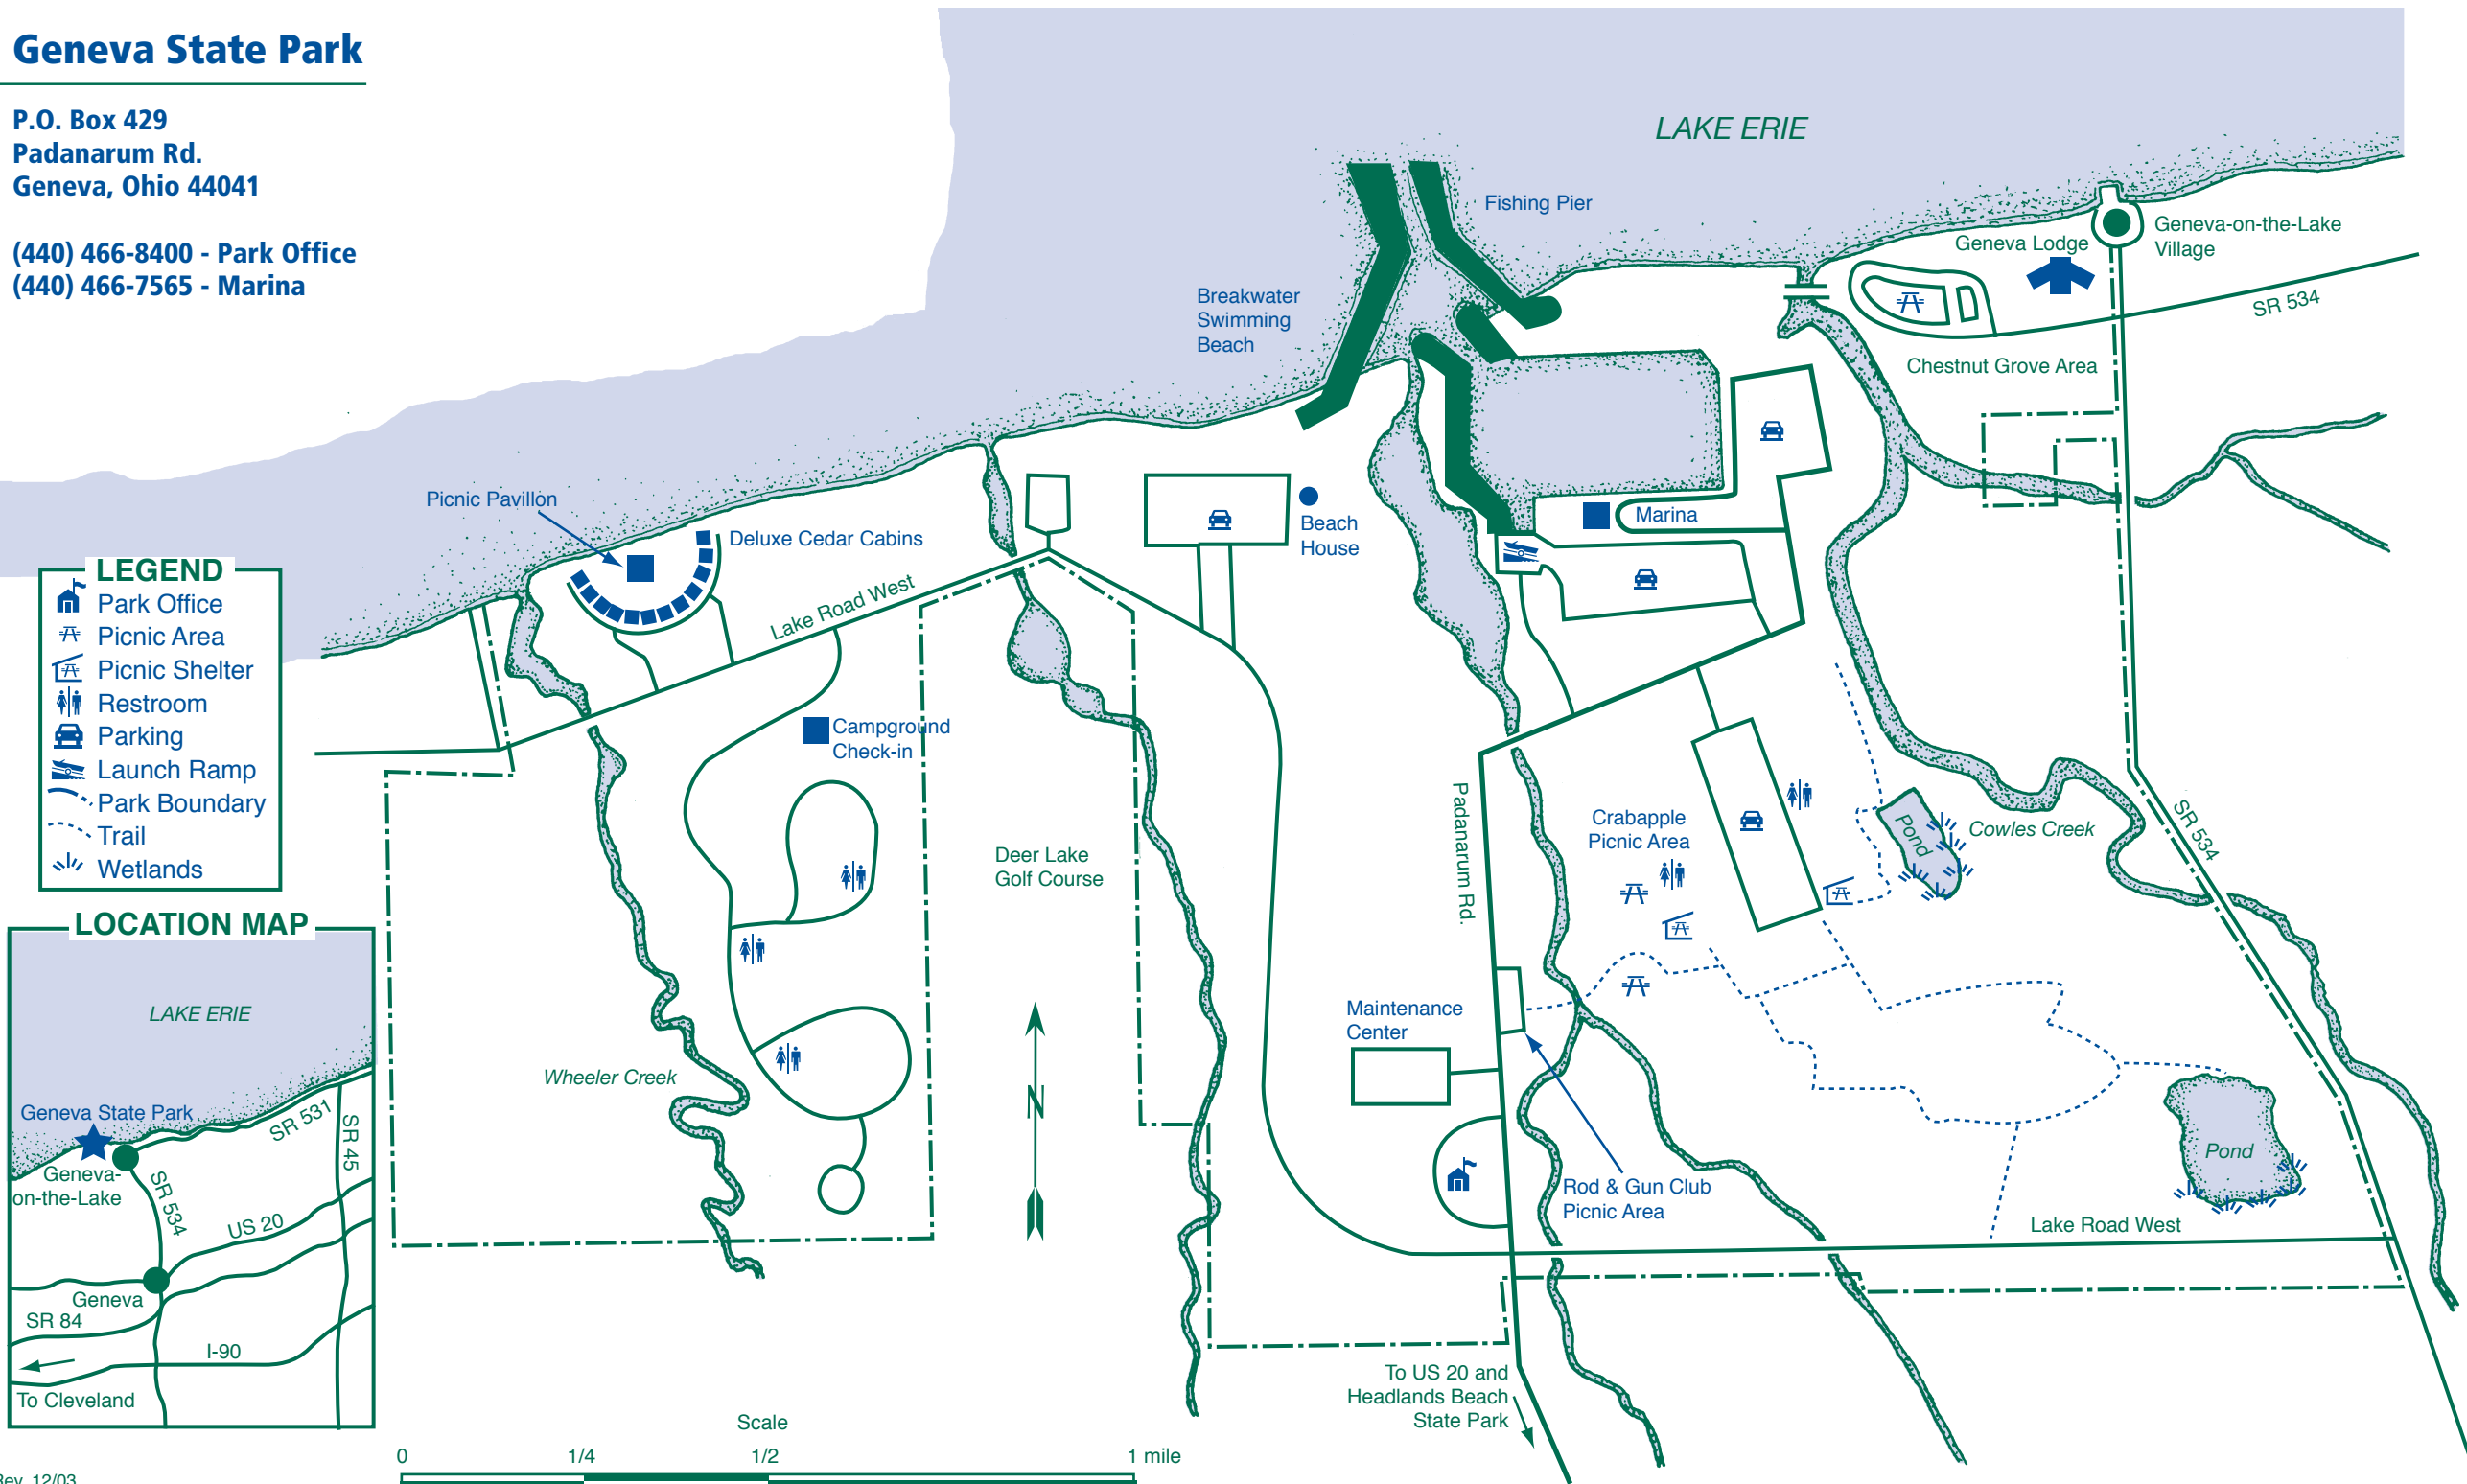 Geneva State Park
P.O. Box 429
Padanarum Rd.
Geneva, Ohio 44041
(440) 466-8400 - Park Office
(440) 466-7565 - Marina
LAKE ERIE
Fishing Pier
Geneva-on-the-Lake
Village
Geneva Lodge
SR 534
Breakwater
Swimming
Beach
Chestnut Grove Area
Picnic Pavillon
Deluxe Cedar Cabins
Beach
House
Marina
Lake Road West
LEGEND
Park Office
Picnic Area
Picnic Shelter
Restroom
Parking
Launch Ramp
Park Boundary
Trail
Wetlands
Campground
Check-in
Padanarum Rd.
Crabapple
Picnic Area
Pond
Cowles Creek
SR 534
Deer Lake
Golf Course
Wheeler Creek
N
Maintenance
Center
Rod & Gun Club
Picnic Area
Pond
Lake Road West
To US 20 and
Headlands Beach
State Park
LOCATION MAP
LAKE ERIE
Geneva State Park
SR 531
SR 45
Geneva-
on-the-Lake
SR 534
US 20
Geneva
SR 84
I-90
To Cleveland
Scale
0 1/4 1/2 1 mile
Rev. 12/03